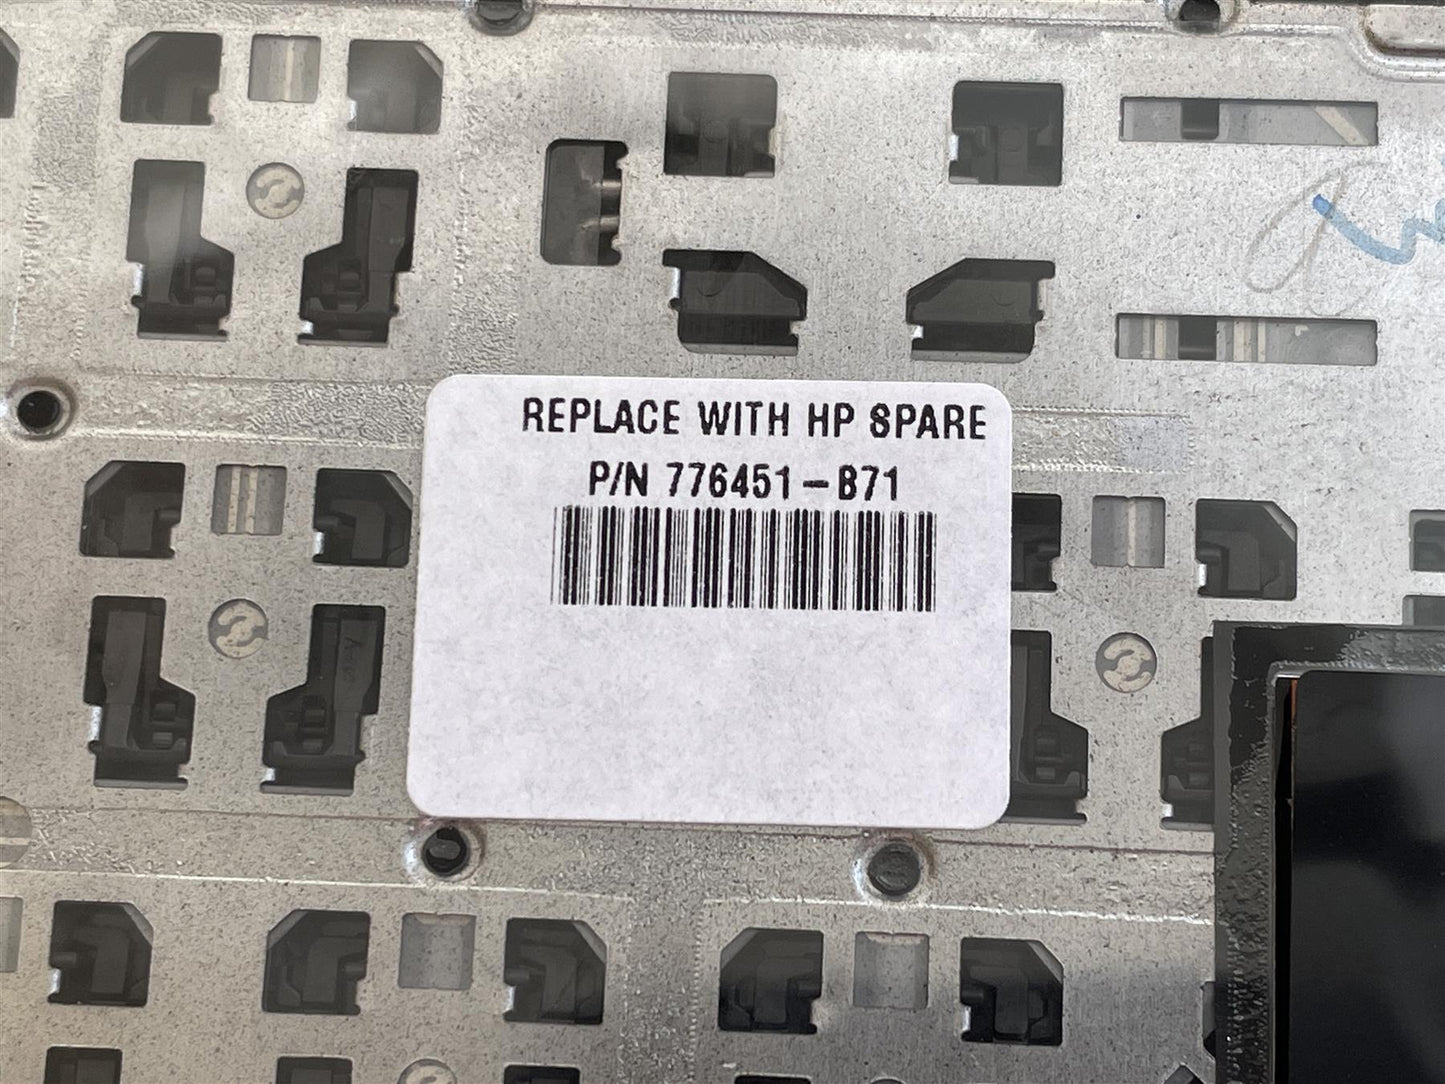 REPLACE WITH HP SPARE
P/N 776451-B71